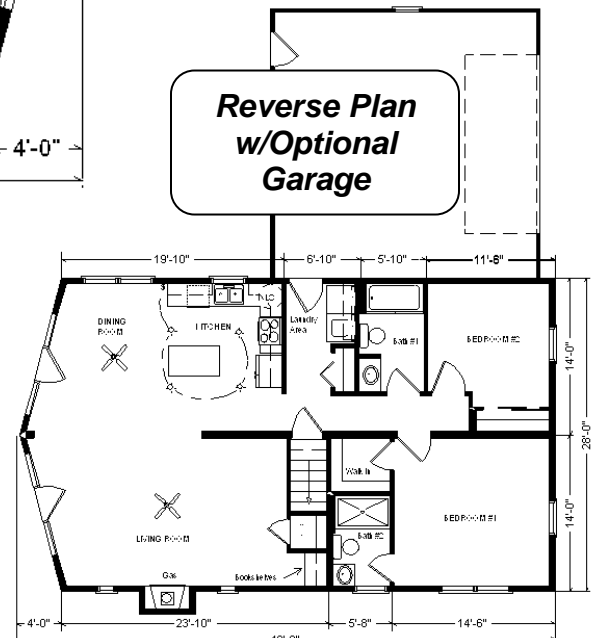 4'-0"
Reverse Plan
w/Optional
Garage
19'-10"
6'-10"
5'-10"
11'-6"
DINING
ROOM
KITCHEN
Laundry
Area
Bath #1
BEDROOM #2
14'-0"
28'-0"
Walk In
LIVING ROOM
Bath #2
BEDROOM #1
14'-0"
Gas
Bookshelves
4'-0"
23'-10"
5'-8"
14'-6"